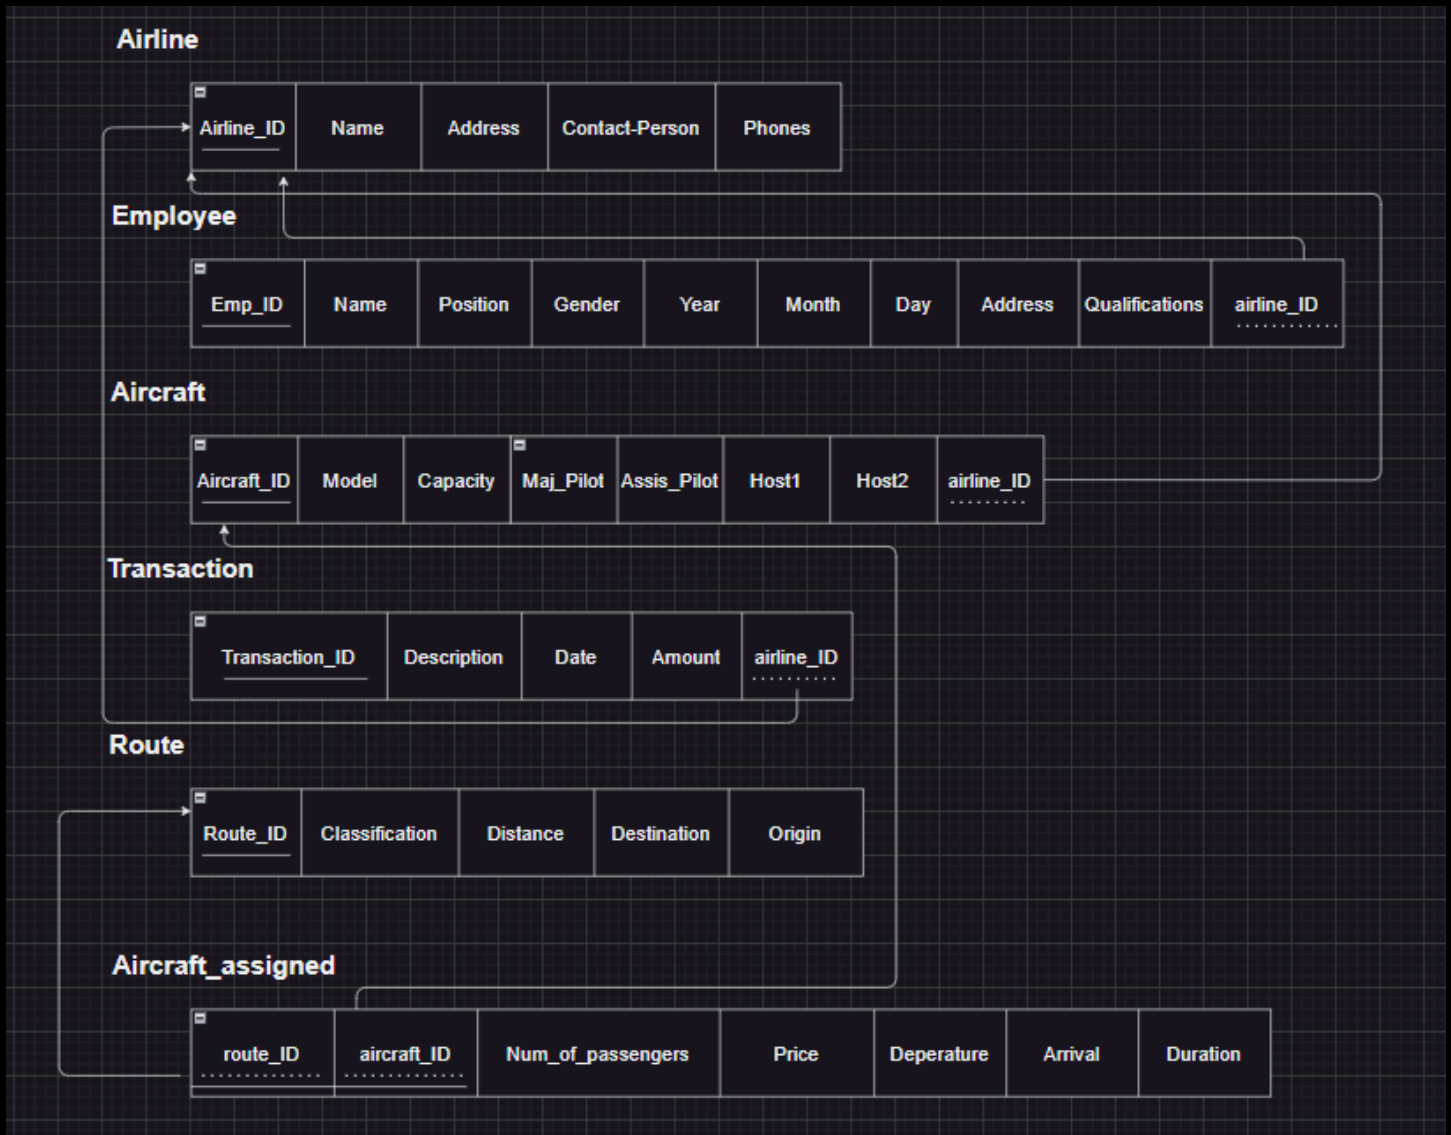 Airline
Airline_ID Name Address Contact-Person Phones
Employee
Emp_ID Name Position Gender Year Month Day Address Qualifications airline_ID
Aircraft
Aircraft_ID Model Capacity Maj_Pilot Assis_Pilot Host1 Host2 airline_ID
Transaction
Transaction_ID Description Date Amount airline_ID
Route
Route_ID Classification Distance Destination Origin
Aircraft_assigned
route_ID aircraft_ID Num_of_passengers Price Deperature Arrival Duration